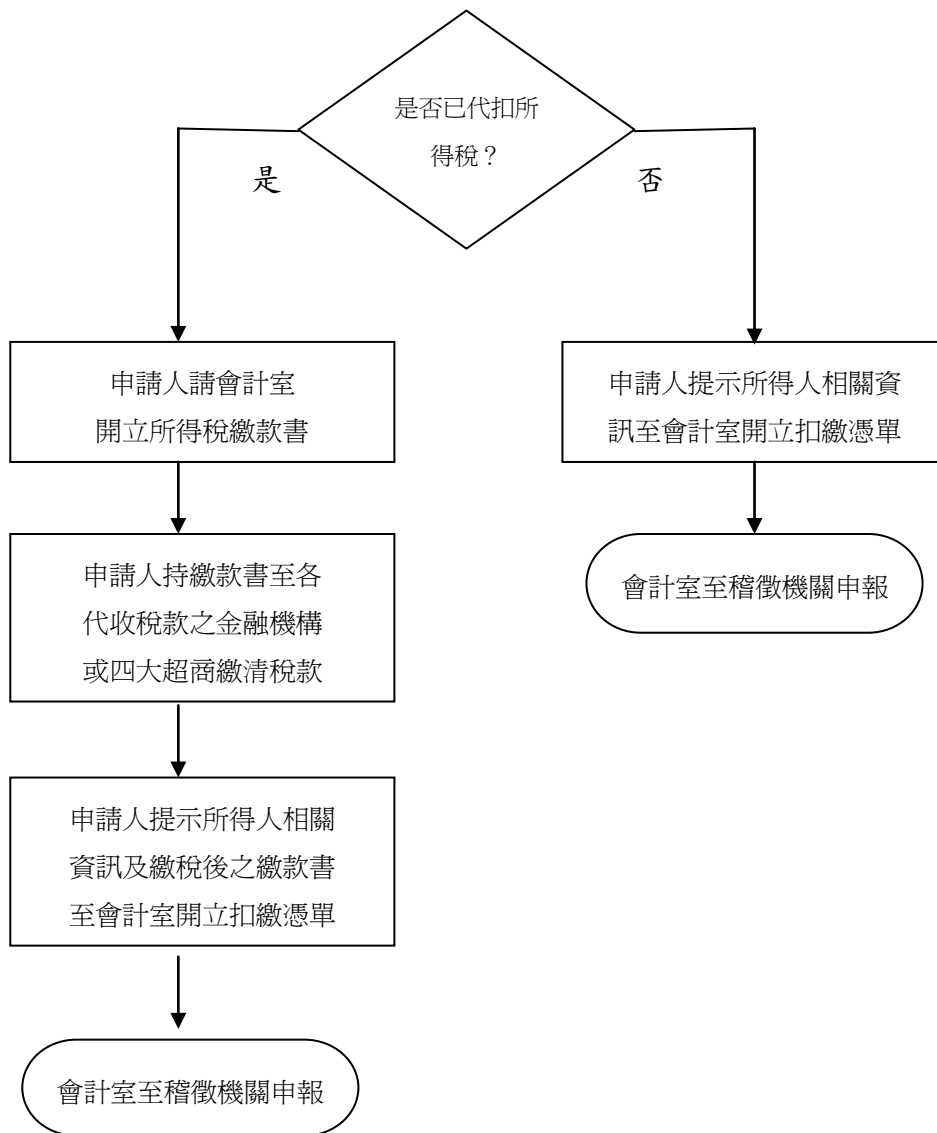 是否已代扣所
得稅？
是
否
申請人請會計室
開立所得稅繳款書
申請人提示所得人相關資
訊至會計室開立扣繳憑單
申請人持繳款書至各
代收稅款之金融機構
或四大超商繳清稅款
會計室至稽徵機關申報
申請人提示所得人相關
資訊及繳稅後之繳款書
至會計室開立扣繳憑單
會計室至稽徵機關申報